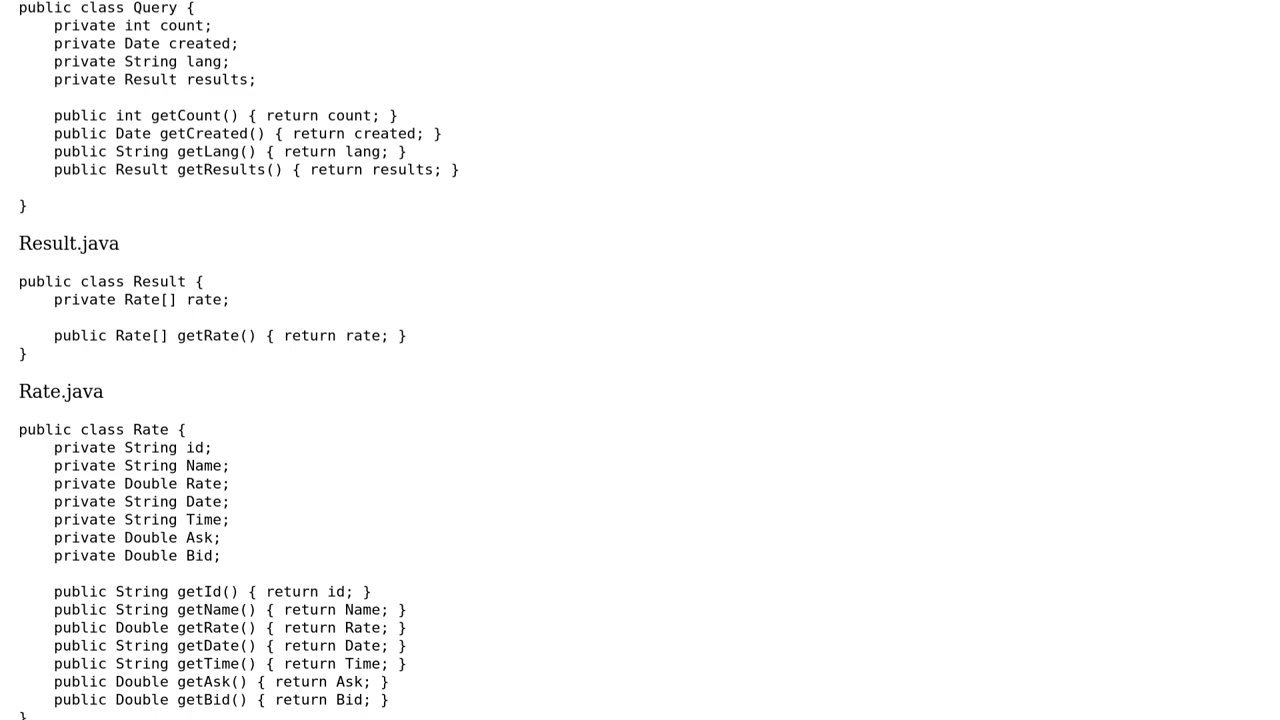 public class Query {
    private int count;
    private Date created;
    private String lang;
    private Result results;

    public int getCount() { return count; }
    public Date getCreated() { return created; }
    public String getLang() { return lang; }
    public Result getResults() { return results; }

}
Result.java
public class Result {
    private Rate[] rate;

    public Rate[] getRate() { return rate; }
}
Rate.java
public class Rate {
    private String id;
    private String Name;
    private Double Rate;
    private String Date;
    private String Time;
    private Double Ask;
    private Double Bid;

    public String getId() { return id; }
    public String getName() { return Name; }
    public Double getRate() { return Rate; }
    public String getDate() { return Date; }
    public String getTime() { return Time; }
    public Double getAsk() { return Ask; }
    public Double getBid() { return Bid; }
}